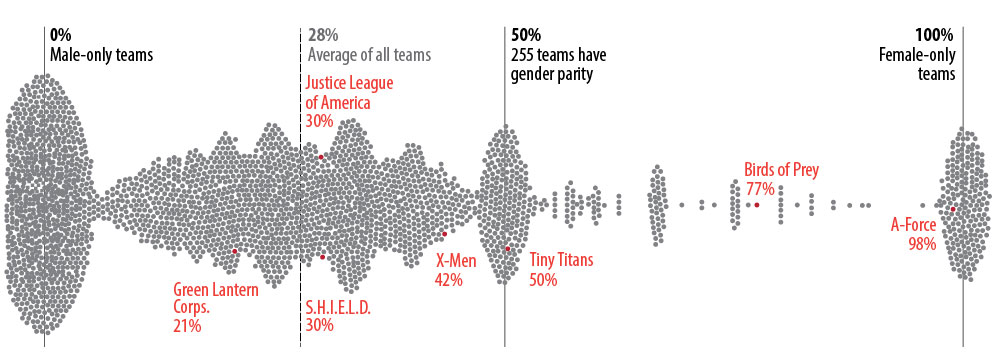 0%
Male-only teams
28%
Average of all teams
50%
255 teams have
gender parity
100%
Female-only
teams
Justice League
of America
30%
Birds of Prey
77%
A-Force
98%
X-Men
42%
Tiny Titans
50%
Green Lantern
Corps.
21%
S.H.I.E.L.D.
30%